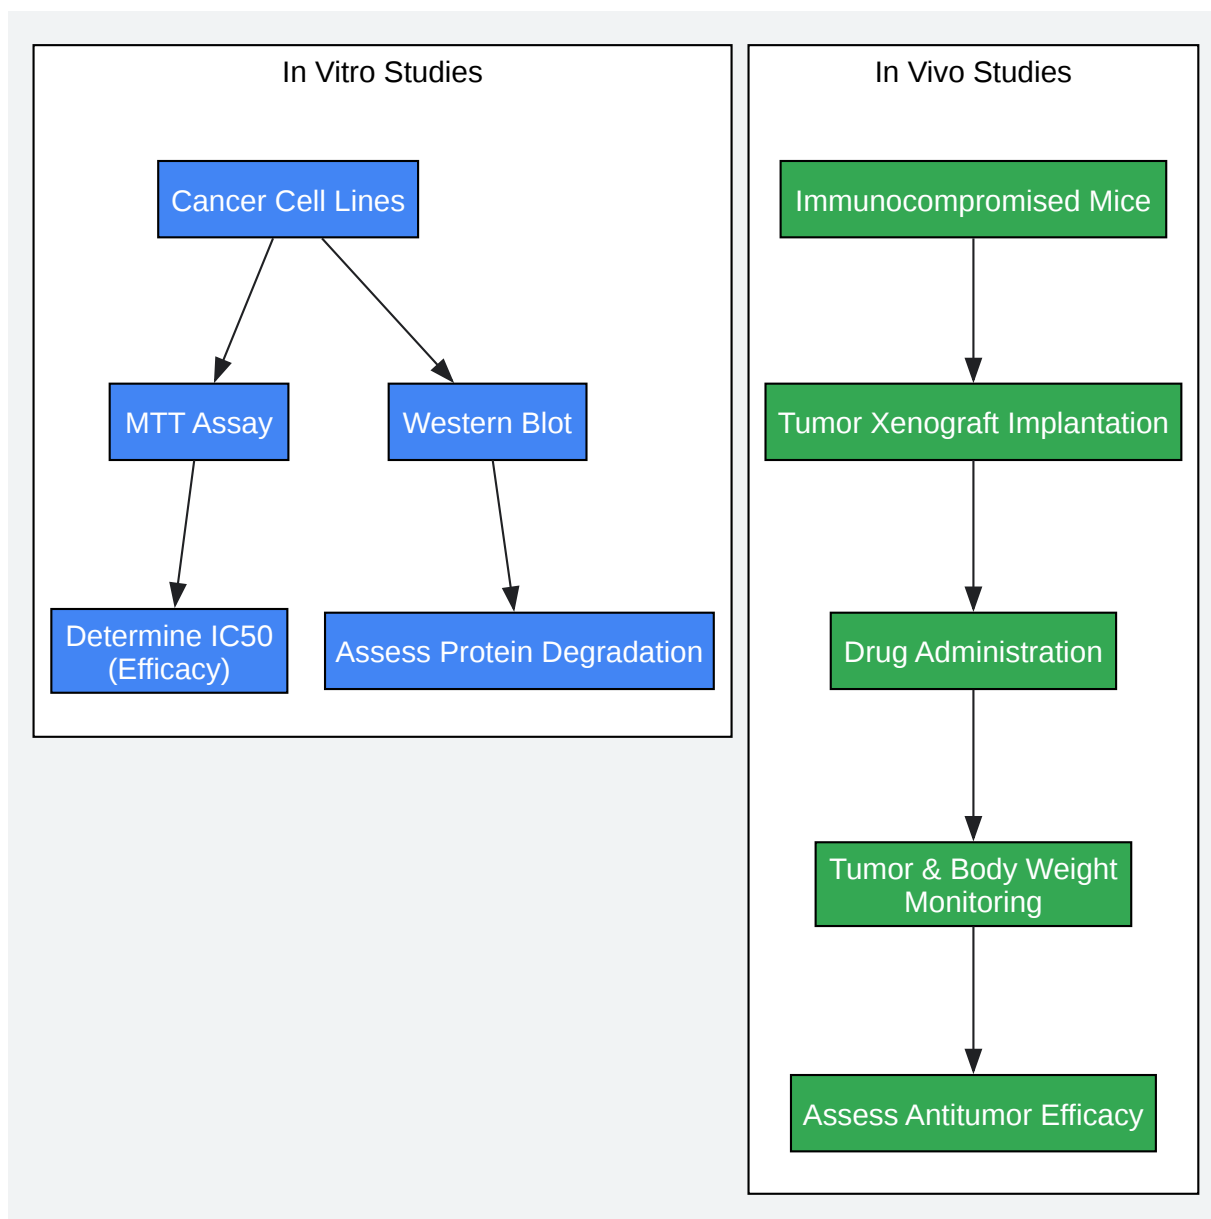 In Vitro Studies
Cancer Cell Lines
MTT Assay
Western Blot
Determine IC50
(Efficacy)
Assess Protein Degradation
In Vivo Studies
Immunocompromised Mice
Tumor Xenograft Implantation
Drug Administration
Tumor & Body Weight
Monitoring
Assess Antitumor Efficacy